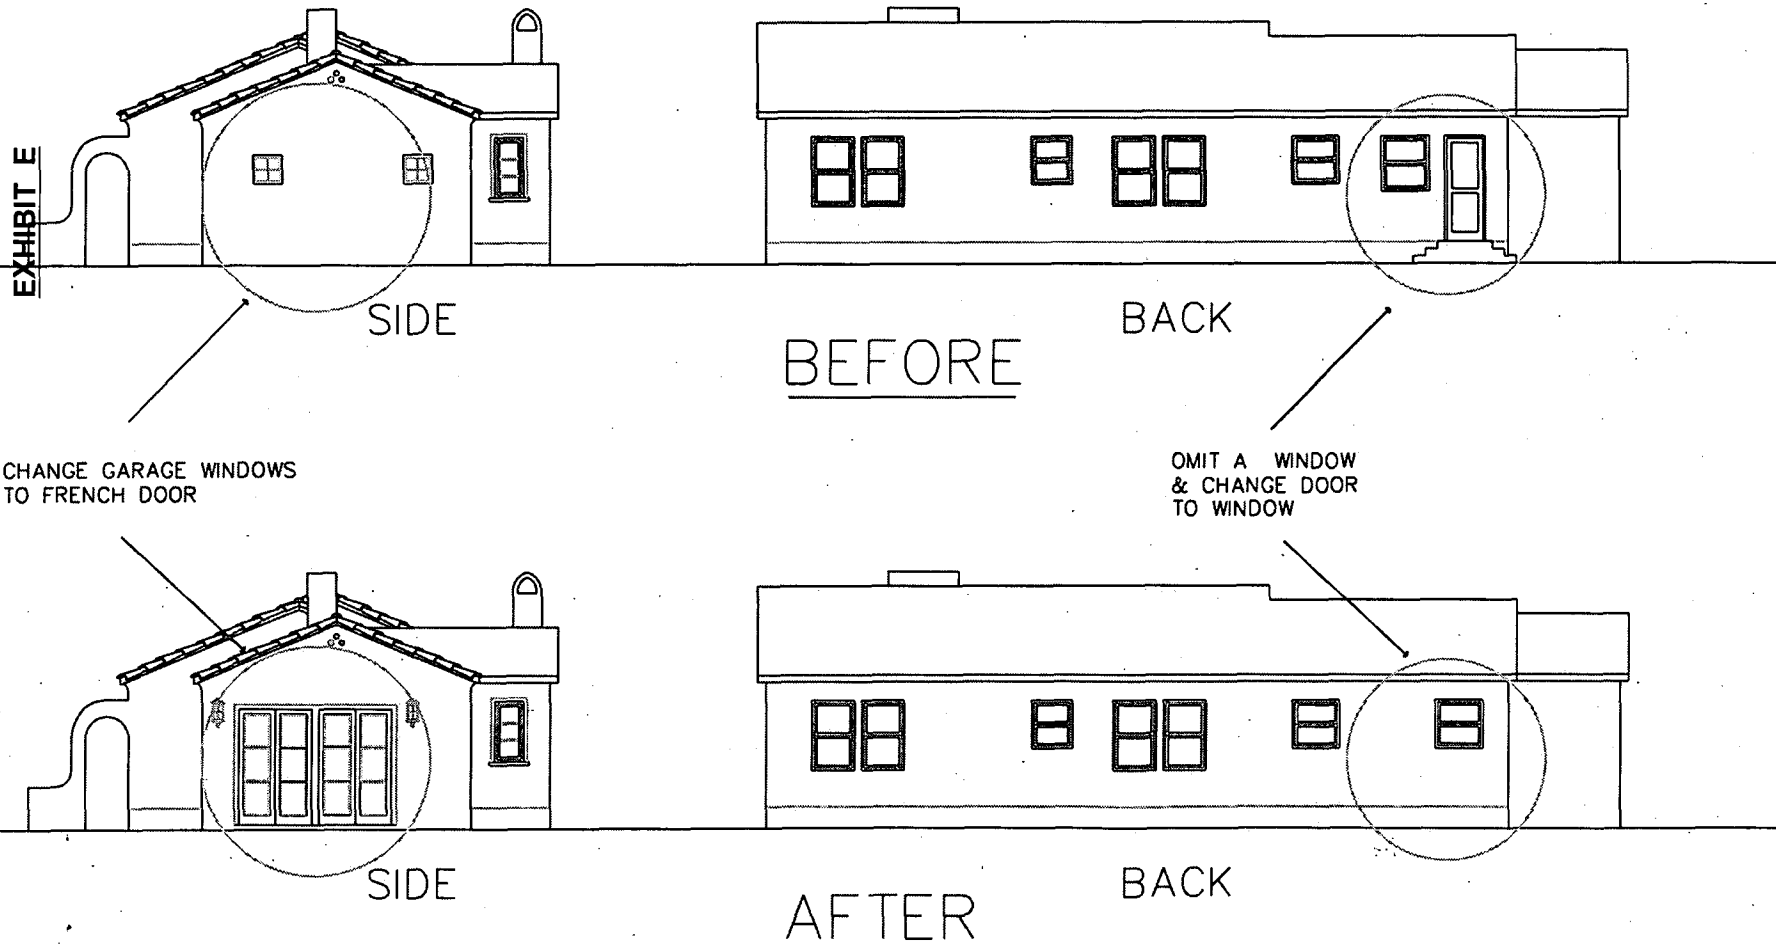 EXHIBIT E
SIDE
BACK
BEFORE
CHANGE GARAGE WINDOWS
TO FRENCH DOOR
OMIT A WINDOW
& CHANGE DOOR
TO WINDOW
SIDE
BACK
AFTER